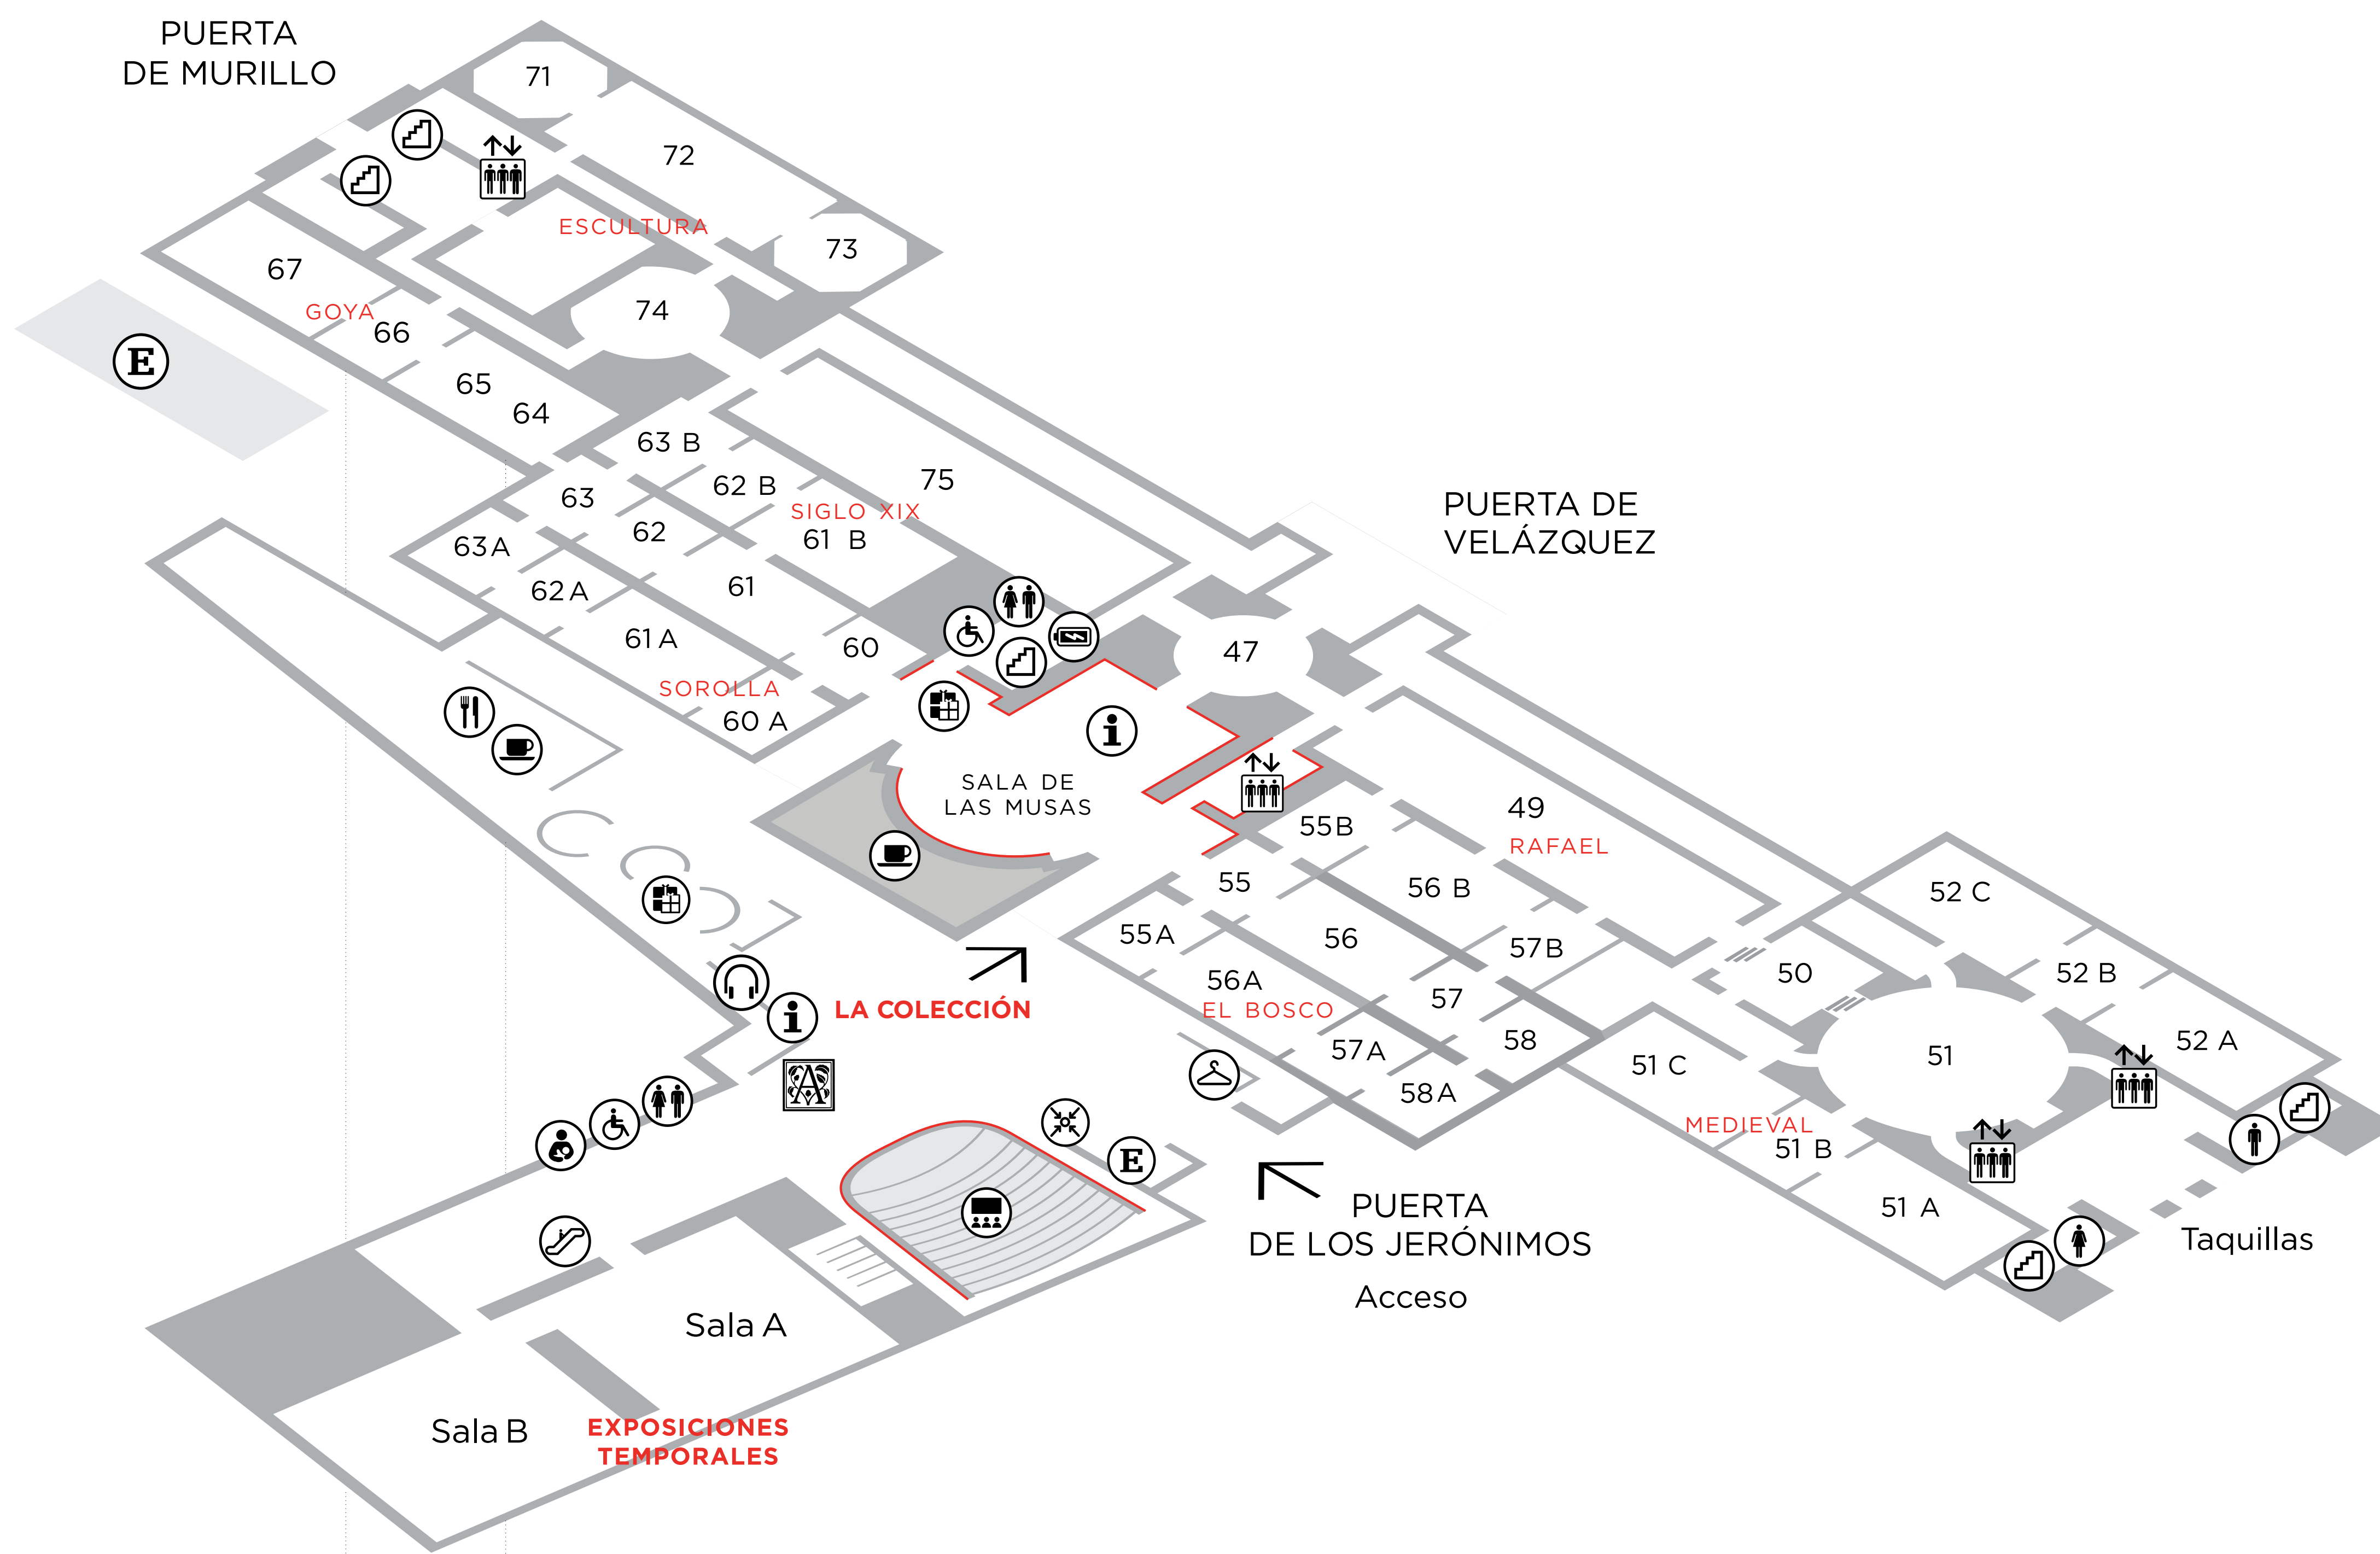 PUERTA
DE MURILLO
71
72
ESCULTURA
73
67
GOYA
66
74
E
65
64
63 B
62 B
75
SIGLO XIX
61 B
63
62
63 A
62 A
61
61 A
60
SOROLLA
60 A
PUERTA DE
VELÁZQUEZ
47
i
SALA DE
LAS MUSAS
49
RAFAEL
55B
55
56 B
55A
56
57B
56A
EL BOSCO
57
57A
58
58A
52 C
52 B
50
52 A
51
51 C
MEDIEVAL
51 B
51 A
Taquillas
i
LA COLECCIÓN
A
E
PUERTA
DE LOS JERÓNIMOS
Acceso
Sala A
Sala B
EXPOSICIONES
TEMPORALES